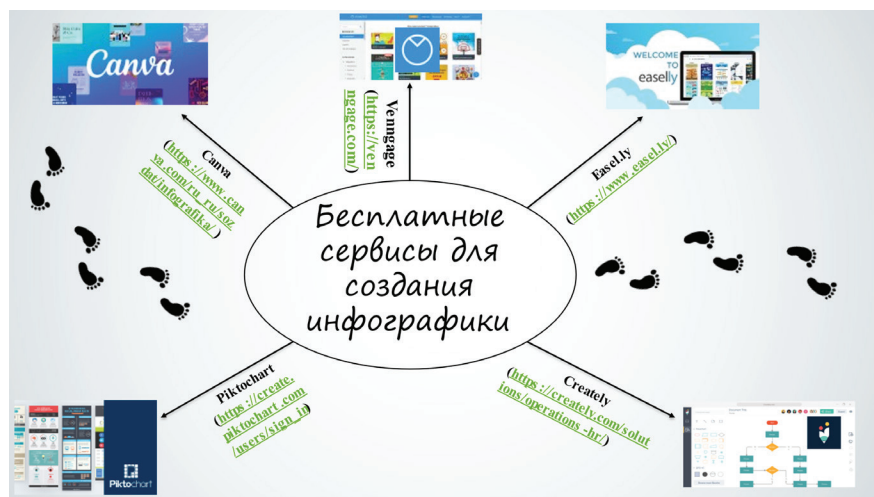 Canva
WELCOME
TO
easelly
Canva
(https://www.can
va.com/ru_ru/soz
dat/infografika/)
Venngage
(https://ven
ngage.com/)
Easel.ly
(https://www.easel.ly/)
Бесплатные
сервисы для
создания
инфографики
Piktochart
(https://create.
piktochart.com
/users/sign_in)
Creately
(https://creately.com/solut
ions/operations-hr/)
Piktochart